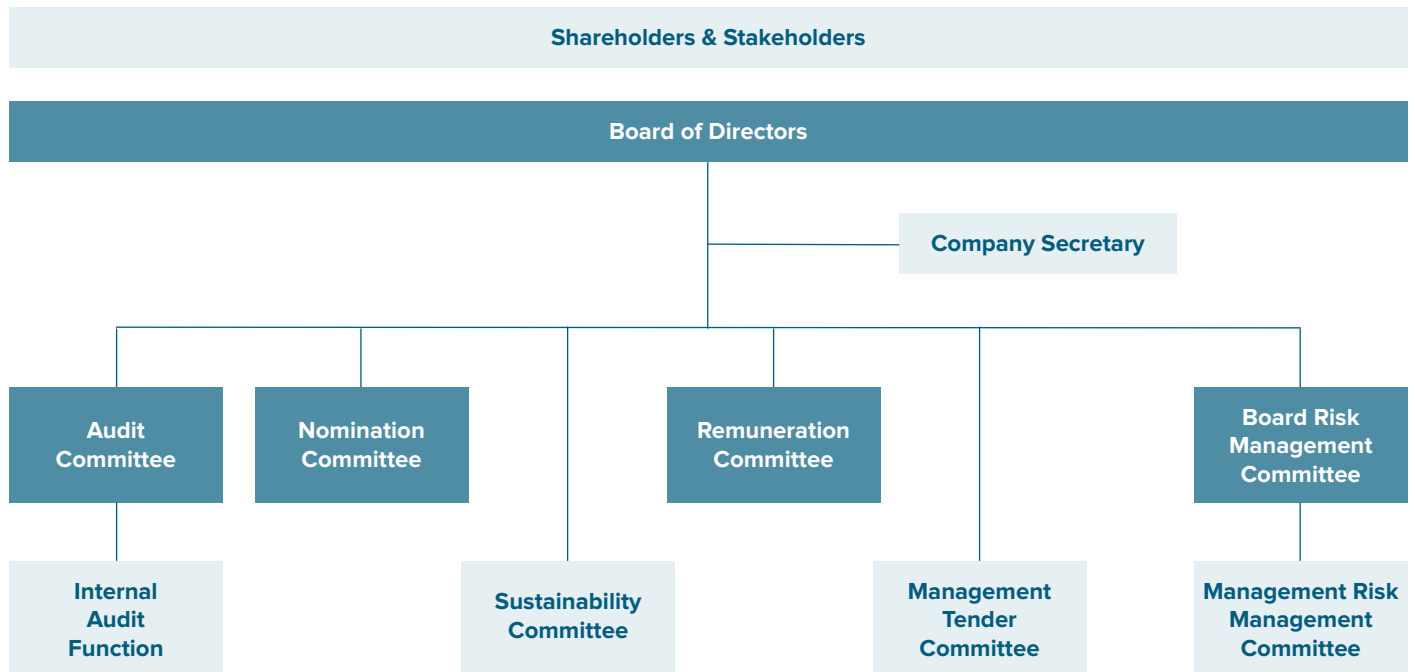 Shareholders & Stakeholders
Board of Directors
Company Secretary
Audit
Committee
Nomination
Committee
Remuneration
Committee
Board Risk
Management
Committee
Internal
Audit
Function
Sustainability
Committee
Management
Tender
Committee
Management Risk
Management
Committee